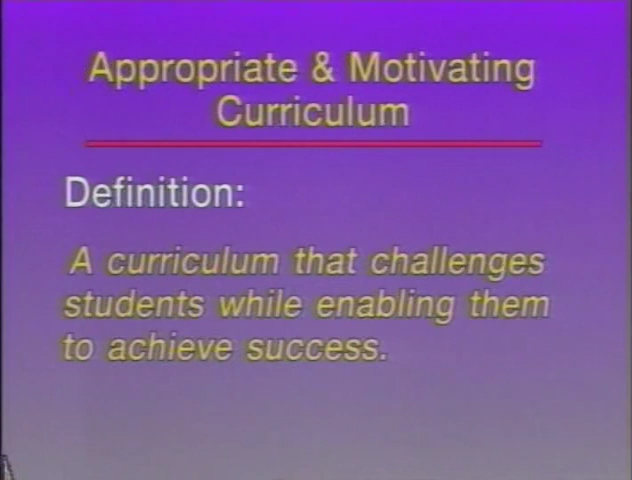 Appropriate & Motivating
Curriculum
Definition:
A curriculum that challenges
students while enabling them
to achieve success.